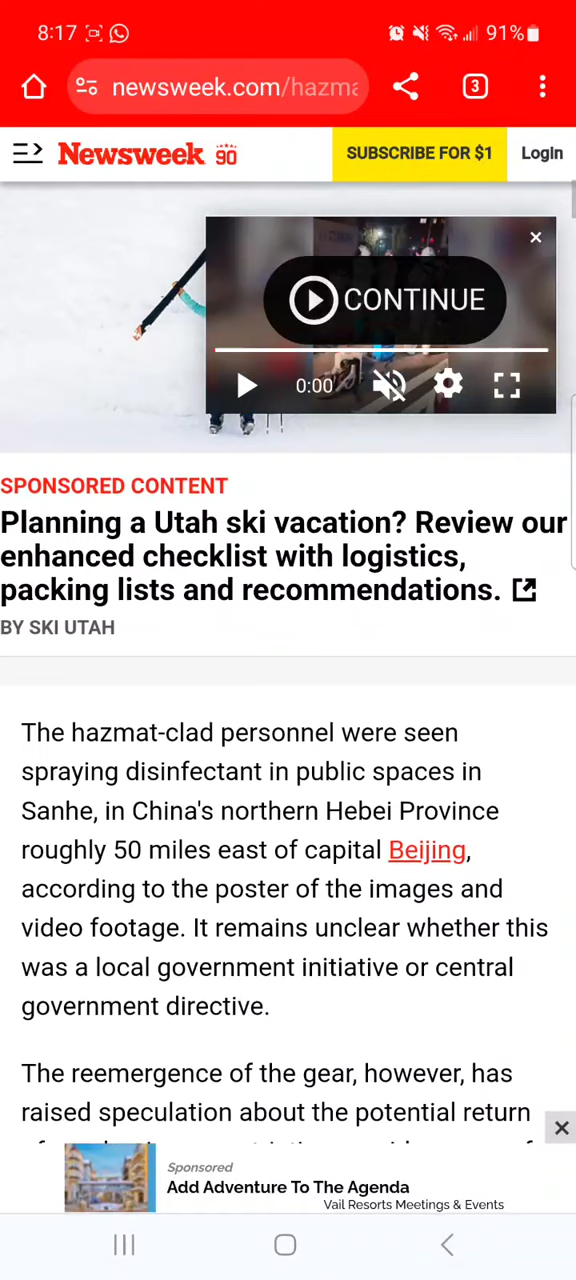 8:17
91%
newsweek.com/hazma
3
Newsweek 90
SUBSCRIBE FOR $1
Login
CONTINUE
0:00
SPONSORED CONTENT
Planning a Utah ski vacation? Review our
enhanced checklist with logistics,
packing lists and recommendations.
BY SKI UTAH
The hazmat-clad personnel were seen
spraying disinfectant in public spaces in
Sanhe, in China's northern Hebei Province
roughly 50 miles east of capital Beijing,
according to the poster of the images and
video footage. It remains unclear whether this
was a local government initiative or central
government directive.
The reemergence of the gear, however, has
raised speculation about the potential return
Sponsored
Add Adventure To The Agenda
Vail Resorts Meetings & Events